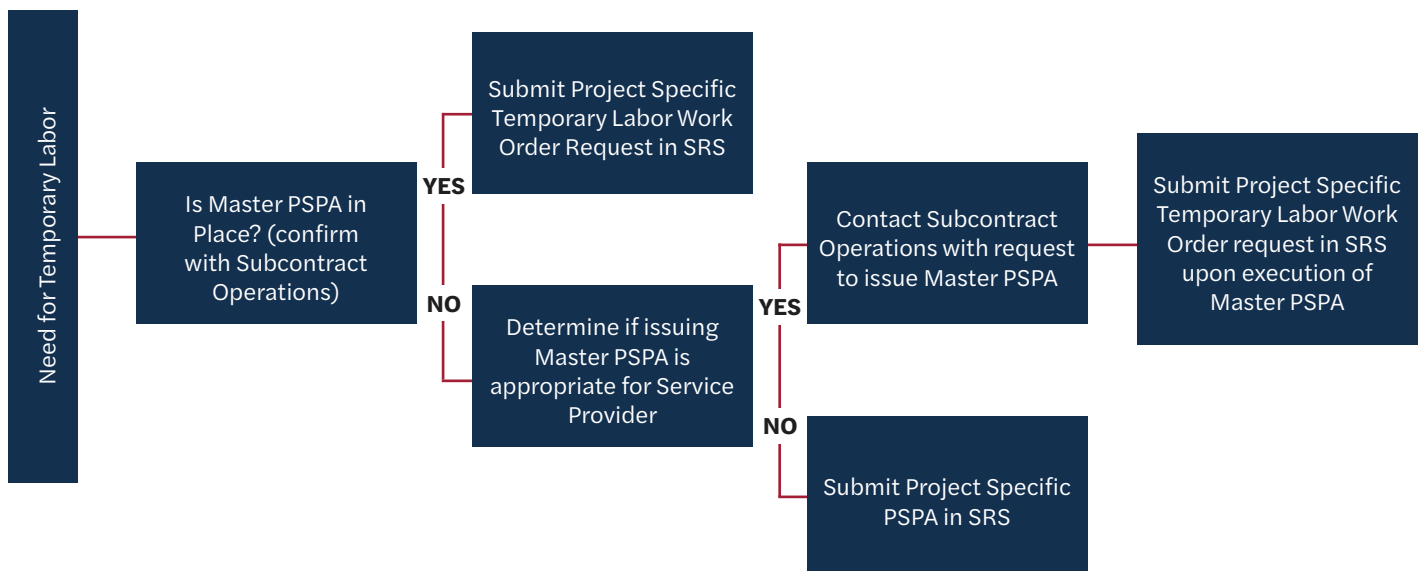 Need for Temporary Labor
Is Master PSPA in
Place? (confirm
with Subcontract
Operations)
YES
NO
Submit Project Specific
Temporary Labor Work
Order Request in SRS
Determine if issuing
Master PSPA is
appropriate for Service
Provider
YES
NO
Contact Subcontract
Operations with request
to issue Master PSPA
Submit Project Specific
PSPA in SRS
Submit Project Specific
Temporary Labor Work
Order request in SRS
upon execution of
Master PSPA